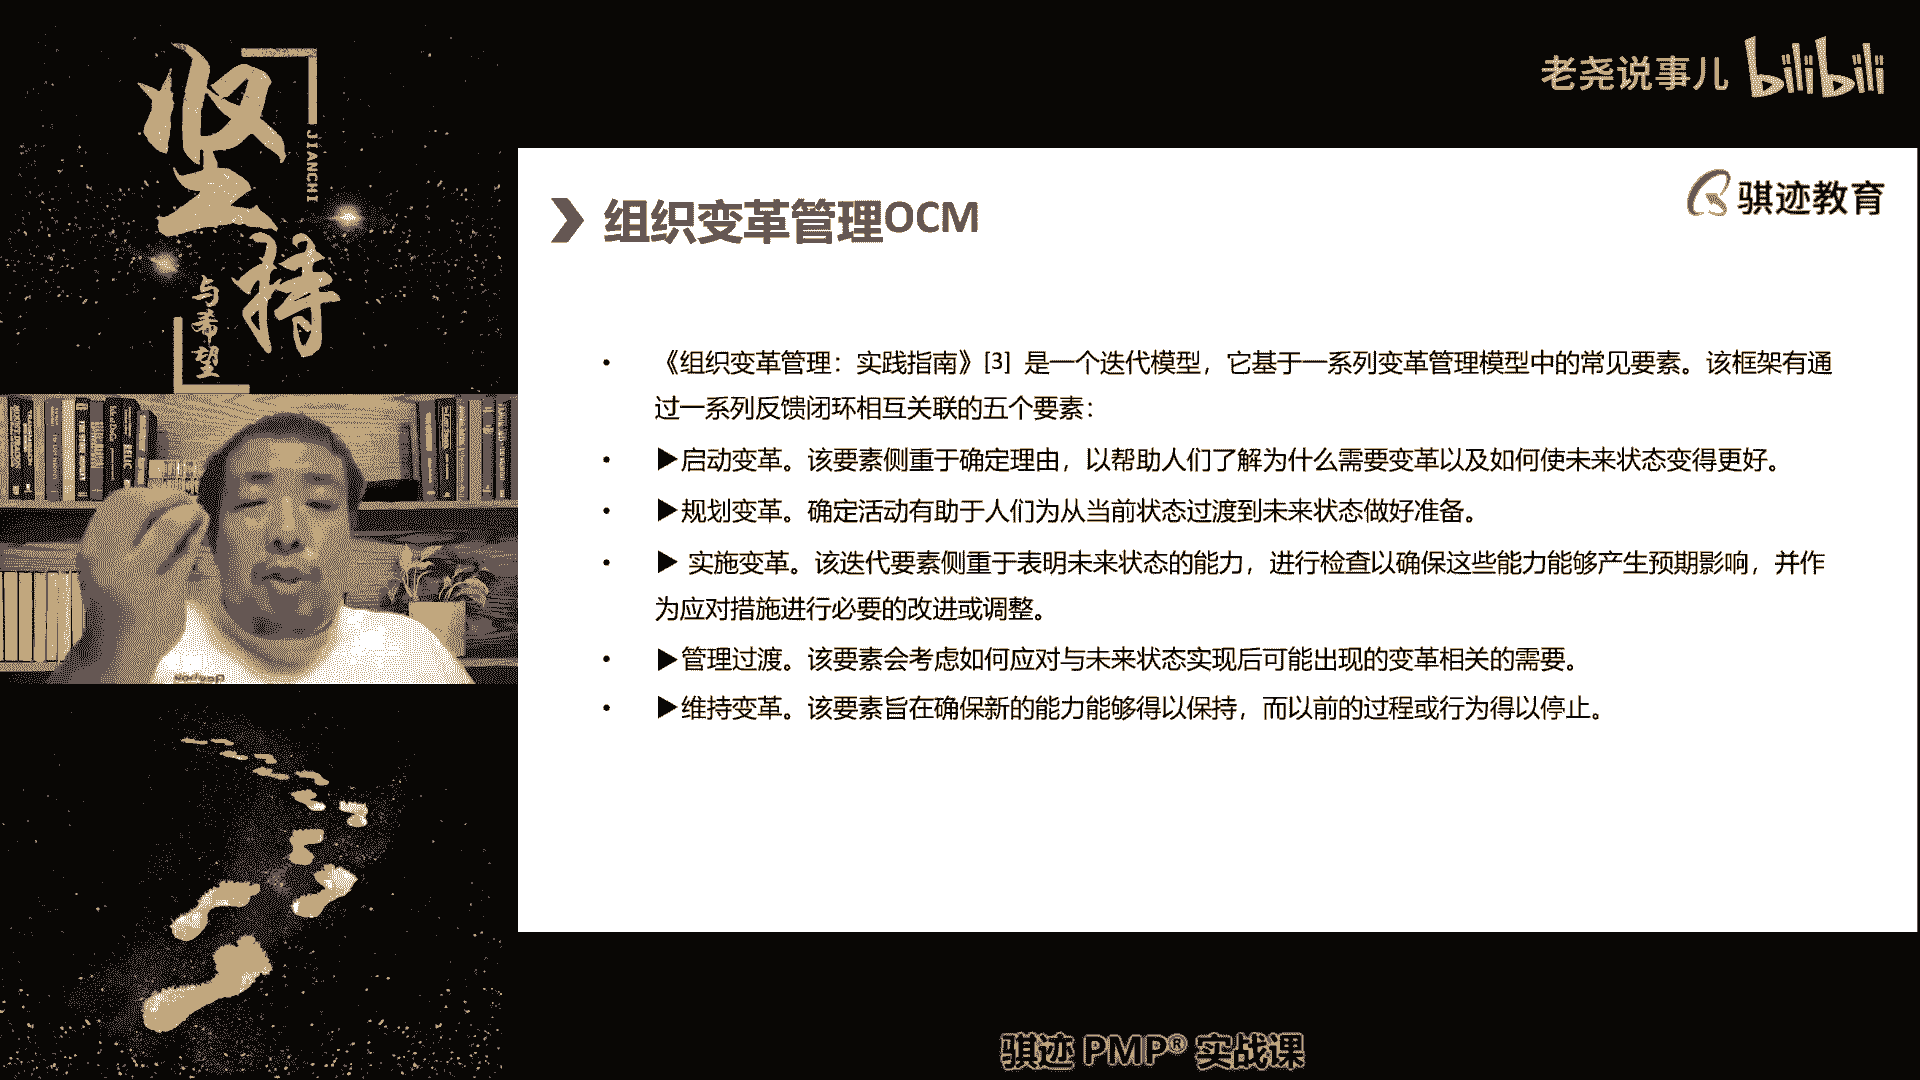 坚持
JIANCHI
与希望
老尧说事儿 bilibili
骐迹教育
组织变革管理OCM
• 《组织变革管理：实践指南》[3] 是一个迭代模型，它基于一系列变革管理模型中的常见要素。该框架有通
过一系列反馈闭环相互关联的五个要素：
• ▶启动变革。该要素侧重于确定理由，以帮助人们了解为什么需要变革以及如何使未来状态变得更好。
• ▶规划变革。确定活动有助于人们为从当前状态过渡到未来状态做好准备。
• ▶ 实施变革。该迭代要素侧重于表明未来状态的能力，进行检查以确保这些能力能够产生预期影响，并作
为应对措施进行必要的改进或调整。
• ▶管理过渡。该要素会考虑如何应对与未来状态实现后可能出现的变革相关的需要。
• ▶维持变革。该要素旨在确保新的能力能够得以保持，而以前的过程或行为得以停止。
骐迹 PMP® 实战课